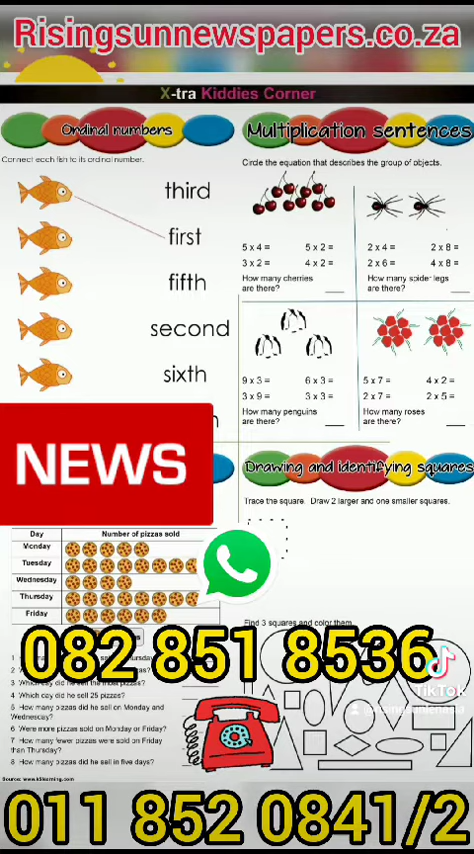 Risingsunnewspapers.co.za
X-tra Kiddies Corner
Ordinal numbers
Connect each fish to its ordinal number.
third
first
fifth
second
sixth
Multiplication sentences
Circle the equation that describes the group of objects.
5 x 4 = 5 x 2 =
3 x 2 = 4 x 2 =
How many cherries
are there? ____
2 x 4 = 2 x 8 =
2 x 6 = 4 x 8 =
How many spider legs
are there? ____
9 x 3 = 6 x 3 =
3 x 9 = 3 x 3 =
How many penguins
are there? ____
5 x 7 = 4 x 2 =
2 x 7 = 2 x 5 =
How many roses
are there? ____
NEWS
Drawing and identifying squares
Trace the square. Draw 2 larger and one smaller squares.
Day Number of pizzas sold
Monday
Tuesday
Wednesday
Thursday
Friday
Find 3 squares and color them.
082 851 8536
TikTok
3 Which day did he sell the most pizzas?
4 Which day did he sell 25 pizzas?
5 How many pizzas did he sell on Monday and
Wednesday?
6 Were more pizzas sold on Monday or Friday?
7 How many fewer pizzas were sold on Friday
than Thursday?
8 How many pizzas did he sell in five days?
Source: www.k5learning.com
011 852 0841/2